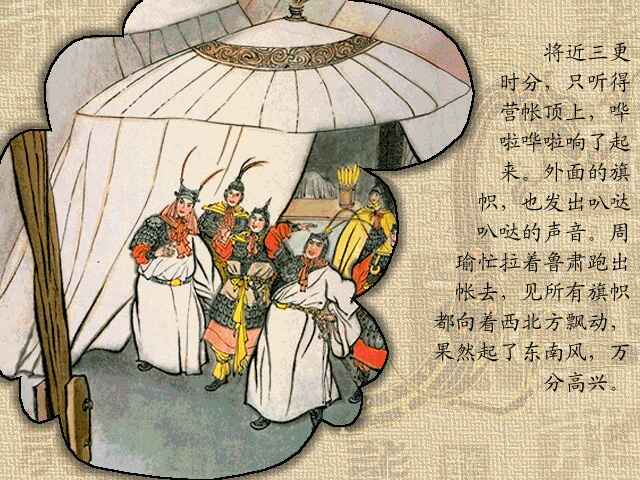 将近三更
时分，只听得
营帐顶上，哗
啦哗啦响了起
来。外面的旗
帜，也发出叭哒
叭哒的声音。周
瑜忙拉着鲁肃跑出
帐去，见所有旗帜
都向着西北方飘动，
果然起了东南风，万
分高兴。